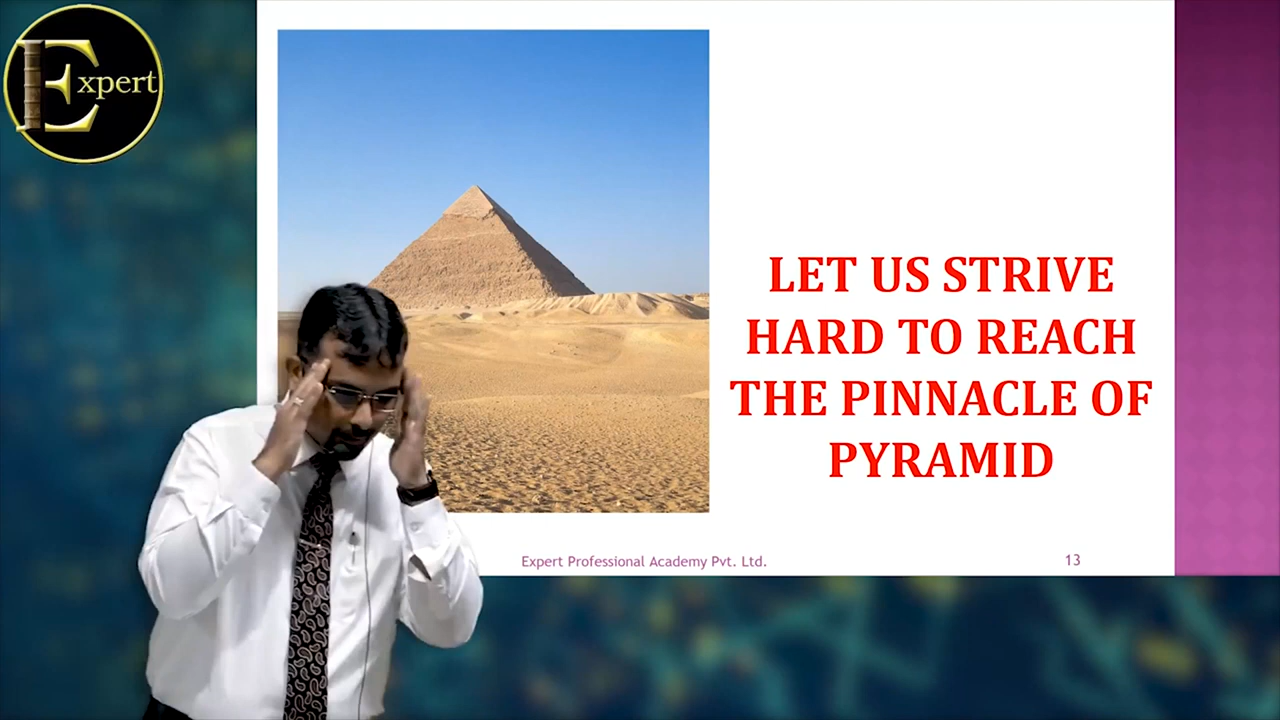 Expert
LET US STRIVE
HARD TO REACH
THE PINNACLE OF
PYRAMID
Expert Professional Academy Pvt. Ltd.
13